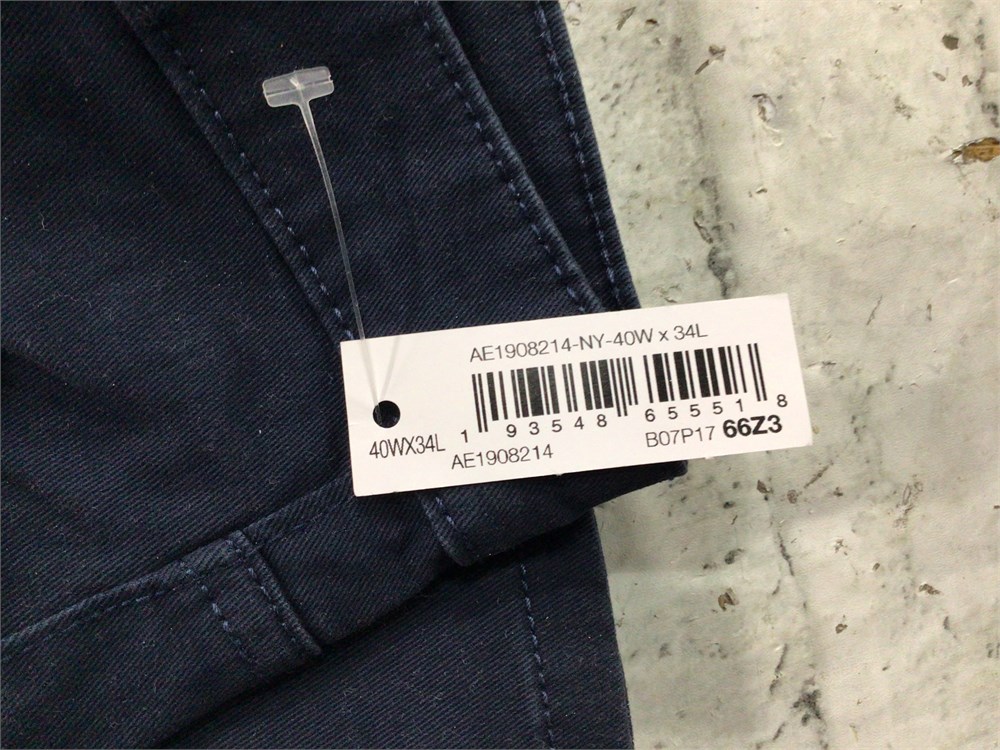 AE1908214-NY-40W x 34L
1 93548 65551 8
40WX34L
AE1908214
B07P17 66Z3